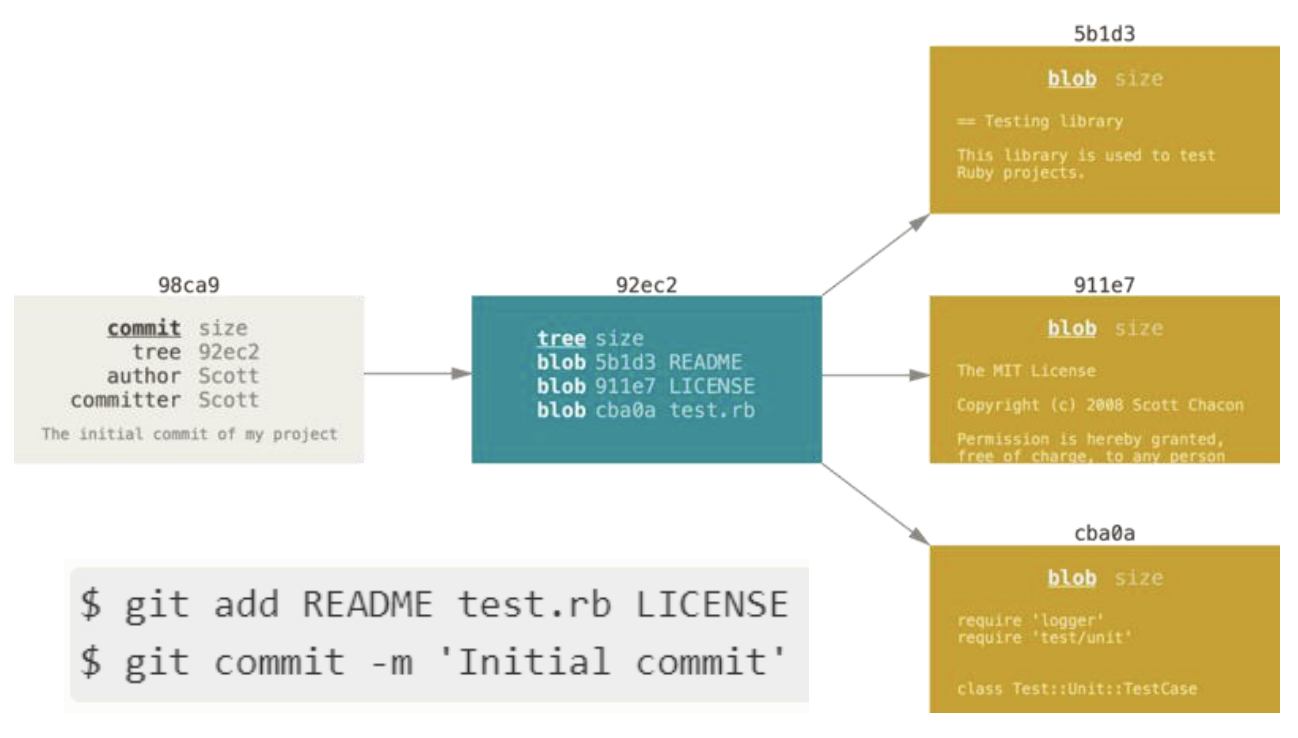 98ca9
commit size
tree 92ec2
author Scott
committer Scott
The initial commit of my project
92ec2
tree size
blob 5b1d3 README
blob 911e7 LICENSE
blob cba0a test.rb
5b1d3
blob size
== Testing library
This library is used to test
Ruby projects.
911e7
blob size
The MIT License
Copyright (c) 2008 Scott Chacon
Permission is hereby granted,
free of charge, to any person
cba0a
blob size
require 'logger'
require 'test/unit'
class Test::Unit::TestCase
$ git add README test.rb LICENSE
$ git commit -m 'Initial commit'